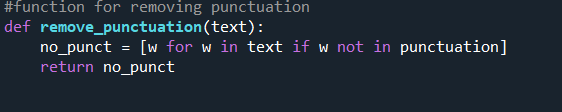 #function for removing punctuation
def remove_punctuation(text):
    no_punct = [w for w in text if w not in punctuation]
    return no_punct